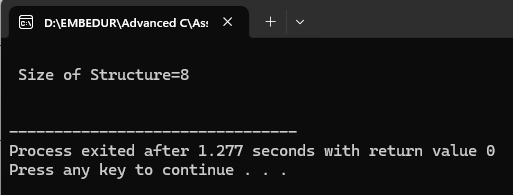 D:\EMBEDUR\Advanced C\Ass
Size of Structure=8
--------------------------------
Process exited after 1.277 seconds with return value 0
Press any key to continue . . .